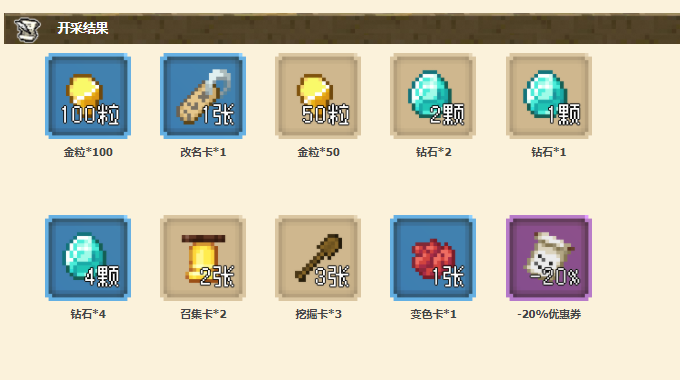 开采结果
100粒
1张
50粒
2颗
1颗
金粒*100
改名卡*1
金粒*50
钻石*2
钻石*1
4颗
2张
3张
1张
-20%
钻石*4
召集卡*2
挖掘卡*3
变色卡*1
-20%优惠券